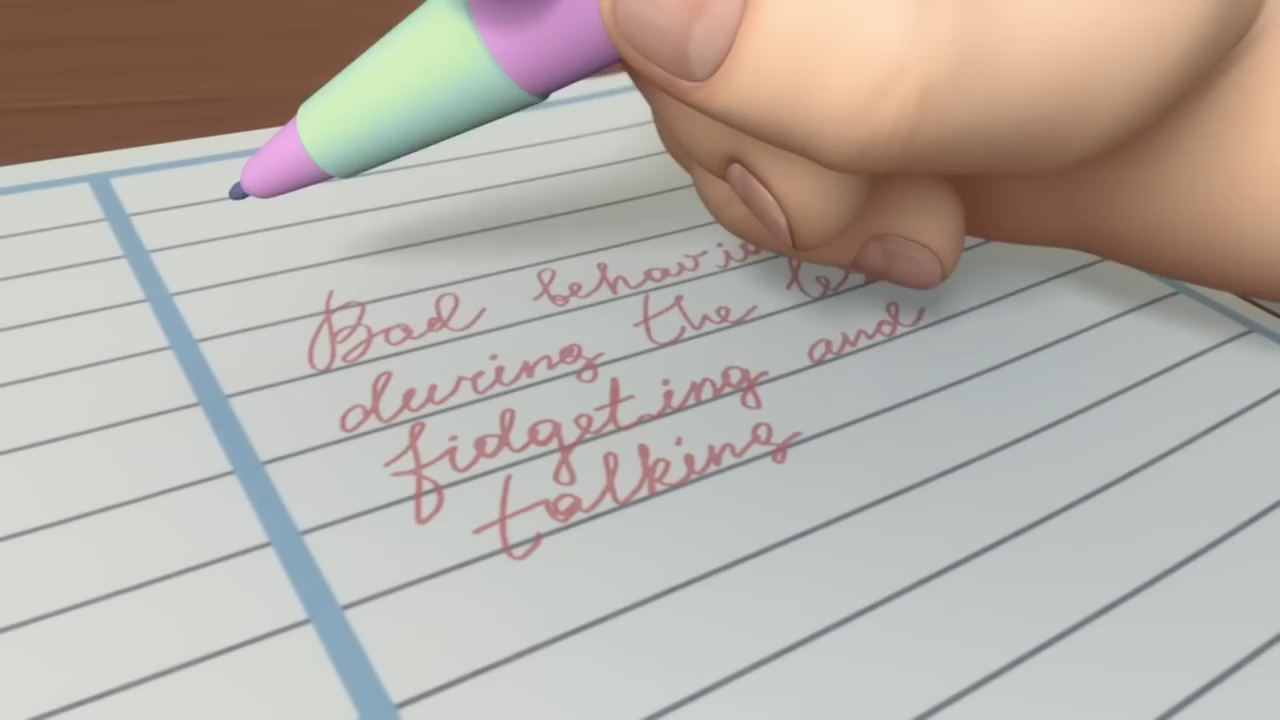 Bad
during the
fidgeting and
talking